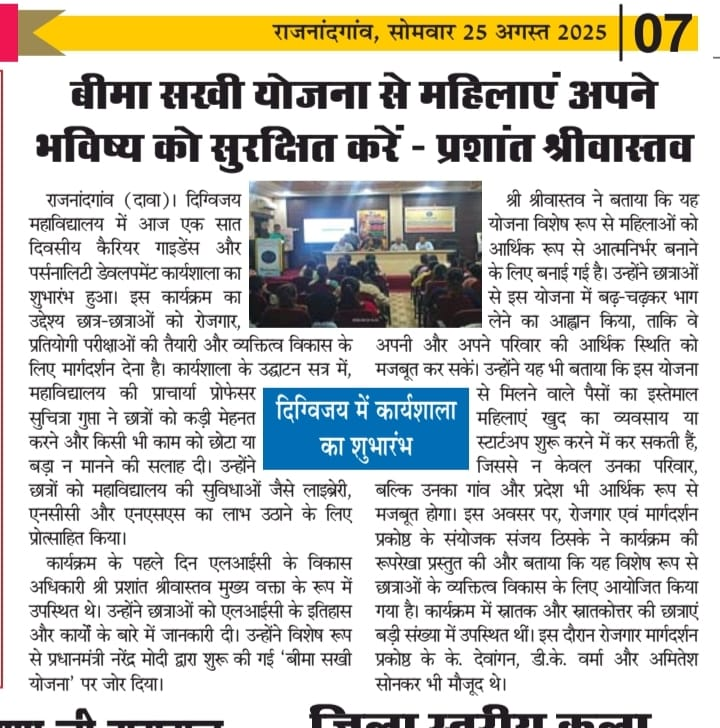 राजनांदगांव, सोमवार 25 अगस्त 2025
07
बीमा सखी योजना से महिलाएं अपने
भविष्य को सुरक्षित करें - प्रशांत श्रीवास्तव
राजनांदगांव (दावा)। दिग्विजय
महाविद्यालय में आज एक सात
दिवसीय कैरियर गाइडेंस और
पर्सनालिटी डेवलपमेंट कार्यशाला का
शुभारंभ हुआ। इस कार्यक्रम का
उद्देश्य छात्र-छात्राओं को रोजगार,
प्रतियोगी परीक्षाओं की तैयारी और व्यक्तित्व विकास के
लिए मार्गदर्शन देना है। कार्यशाला के उद्घाटन सत्र में,
महाविद्यालय की प्राचार्या प्रोफेसर
सुचित्रा गुप्ता ने छात्रों को कड़ी मेहनत
करने और किसी भी काम को छोटा या
बड़ा न मानने की सलाह दी। उन्होंने
छात्रों को महाविद्यालय की सुविधाओं जैसे लाइब्रेरी,
एनसीसी और एनएसएस का लाभ उठाने के लिए
प्रोत्साहित किया।
कार्यक्रम के पहले दिन एलआईसी के विकास
अधिकारी श्री प्रशांत श्रीवास्तव मुख्य वक्ता के रूप में
उपस्थित थे। उन्होंने छात्राओं को एलआईसी के इतिहास
और कार्यों के बारे में जानकारी दी। उन्होंने विशेष रूप
से प्रधानमंत्री नरेंद्र मोदी द्वारा शुरू की गई ‘बीमा सखी
योजना’ पर जोर दिया।
दिग्विजय में कार्यशाला
का शुभारंभ
श्री श्रीवास्तव ने बताया कि यह
योजना विशेष रूप से महिलाओं को
आर्थिक रूप से आत्मनिर्भर बनाने
के लिए बनाई गई है। उन्होंने छात्राओं
से इस योजना में बढ़-चढ़कर भाग
लेने का आह्वान किया, ताकि वे
अपनी और अपने परिवार की आर्थिक स्थिति को
मजबूत कर सकें। उन्होंने यह भी बताया कि इस योजना
से मिलने वाले पैसों का इस्तेमाल
महिलाएं खुद का व्यवसाय या
स्टार्टअप शुरू करने में कर सकती हैं,
जिससे न केवल उनका परिवार,
बल्कि उनका गांव और प्रदेश भी आर्थिक रूप से
मजबूत होगा। इस अवसर पर, रोजगार एवं मार्गदर्शन
प्रकोष्ठ के संयोजक संजय ठिसके ने कार्यक्रम की
रूपरेखा प्रस्तुत की और बताया कि यह विशेष रूप से
छात्राओं के व्यक्तित्व विकास के लिए आयोजित किया
गया है। कार्यक्रम में स्नातक और स्नातकोत्तर की छात्राएं
बड़ी संख्या में उपस्थित थीं। इस दौरान रोजगार मार्गदर्शन
प्रकोष्ठ के के. देवांगन, डी.के. वर्मा और अमितेश
सोनकर भी मौजूद थे।